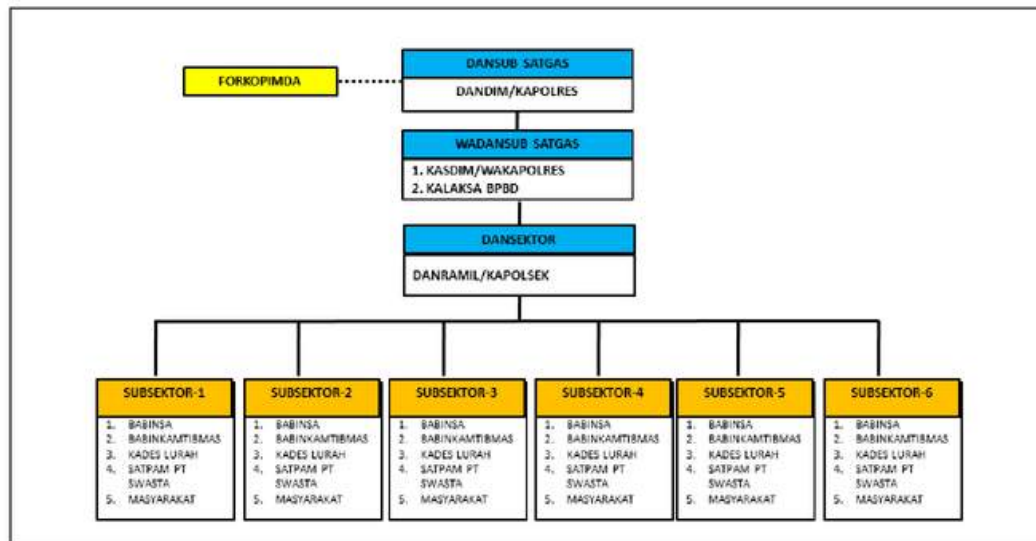 DANSUB SATGAS
FORKOPIMDA
DANDIM/KAPOLRES
WADANSUB SATGAS
1. KASDIM/WAKAPOLRES
2. KALAKSA BPBD
DANSEKTOR
DANRAMIL/KAPOLSEK
SUBSEKTOR-1
1. BABINSA
2. BABINKAMTIBMAS
3. KADES LURAH
4. SATPAM PT
SWASTA
5. MASYARAKAT
SUBSEKTOR-2
1. BABINSA
2. BABINKAMTIBMAS
3. KADES LURAH
4. SATPAM PT
SWASTA
5. MASYARAKAT
SUBSEKTOR-3
1. BABINSA
2. BABINKAMTIBMAS
3. KADES LURAH
4. SATPAM PT
SWASTA
5. MASYARAKAT
SUBSEKTOR-4
1. BABINSA
2. BABINKAMTIBMAS
3. KADES LURAH
4. SATPAM PT
SWASTA
5. MASYARAKAT
SUBSEKTOR-5
1. BABINSA
2. BABINKAMTIBMAS
3. KADES LURAH
4. SATPAM PT
SWASTA
5. MASYARAKAT
SUBSEKTOR-6
1. BABINSA
2. BABINKAMTIBMAS
3. KADES LURAH
4. SATPAM PT
SWASTA
5. MASYARAKAT